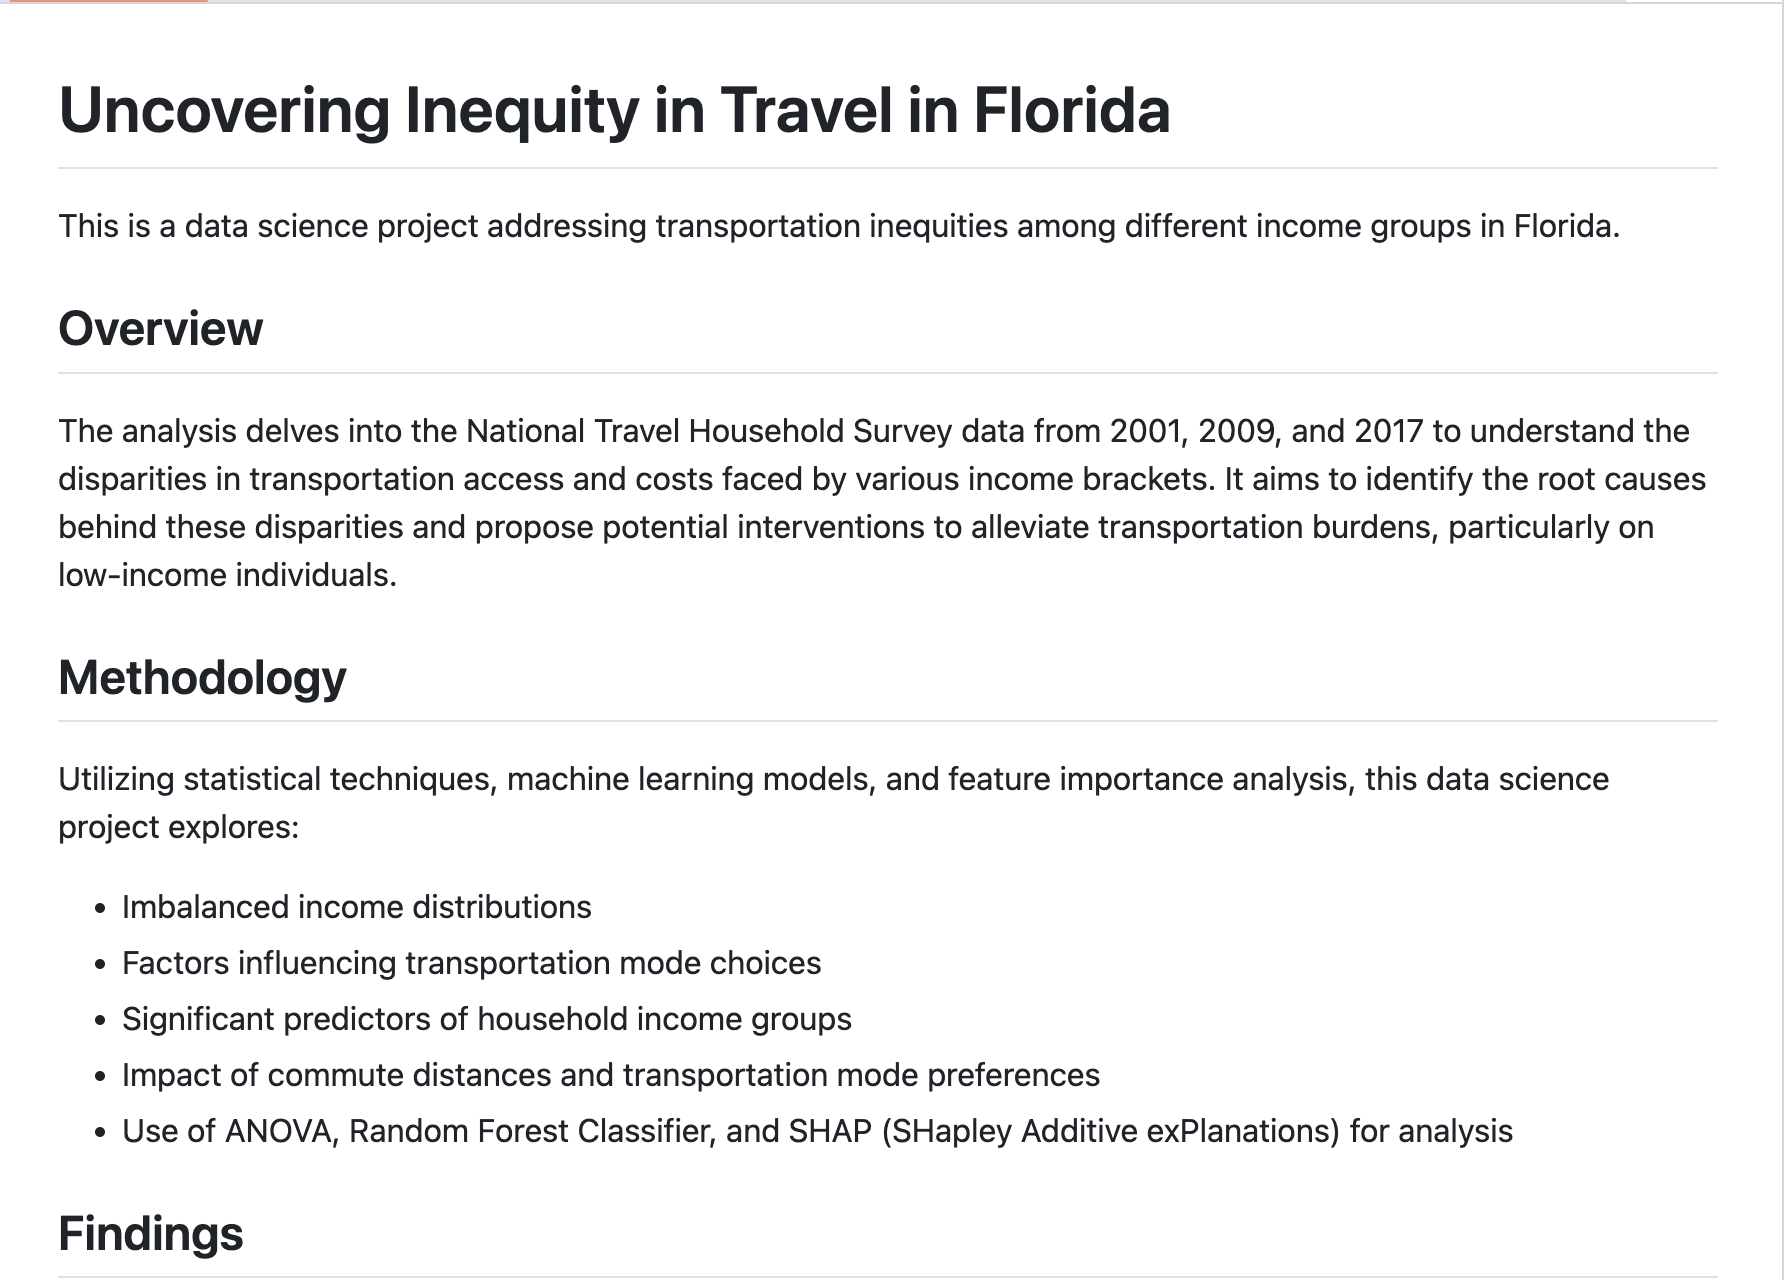 Uncovering Inequity in Travel in Florida
This is a data science project addressing transportation inequities among different income groups in Florida.
Overview
The analysis delves into the National Travel Household Survey data from 2001, 2009, and 2017 to understand the
disparities in transportation access and costs faced by various income brackets. It aims to identify the root causes
behind these disparities and propose potential interventions to alleviate transportation burdens, particularly on
low-income individuals.
Methodology
Utilizing statistical techniques, machine learning models, and feature importance analysis, this data science
project explores:
• Imbalanced income distributions
• Factors influencing transportation mode choices
• Significant predictors of household income groups
• Impact of commute distances and transportation mode preferences
• Use of ANOVA, Random Forest Classifier, and SHAP (SHapley Additive exPlanations) for analysis
Findings